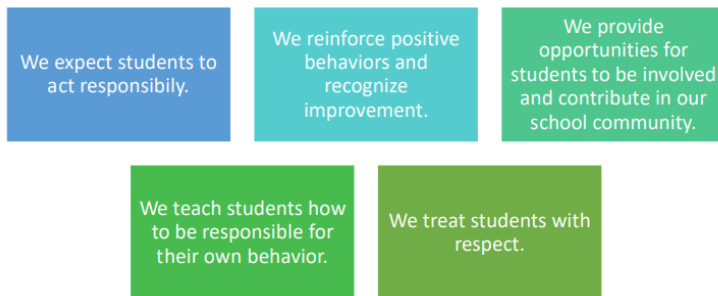 We expect students to
act responsibily.
We reinforce positive
behaviors and
recognize
improvement.
We provide
opportunities for
students to be involved
and contribute in our
school community.
We teach students how
to be responsible for
their own behavior.
We treat students with
respect.